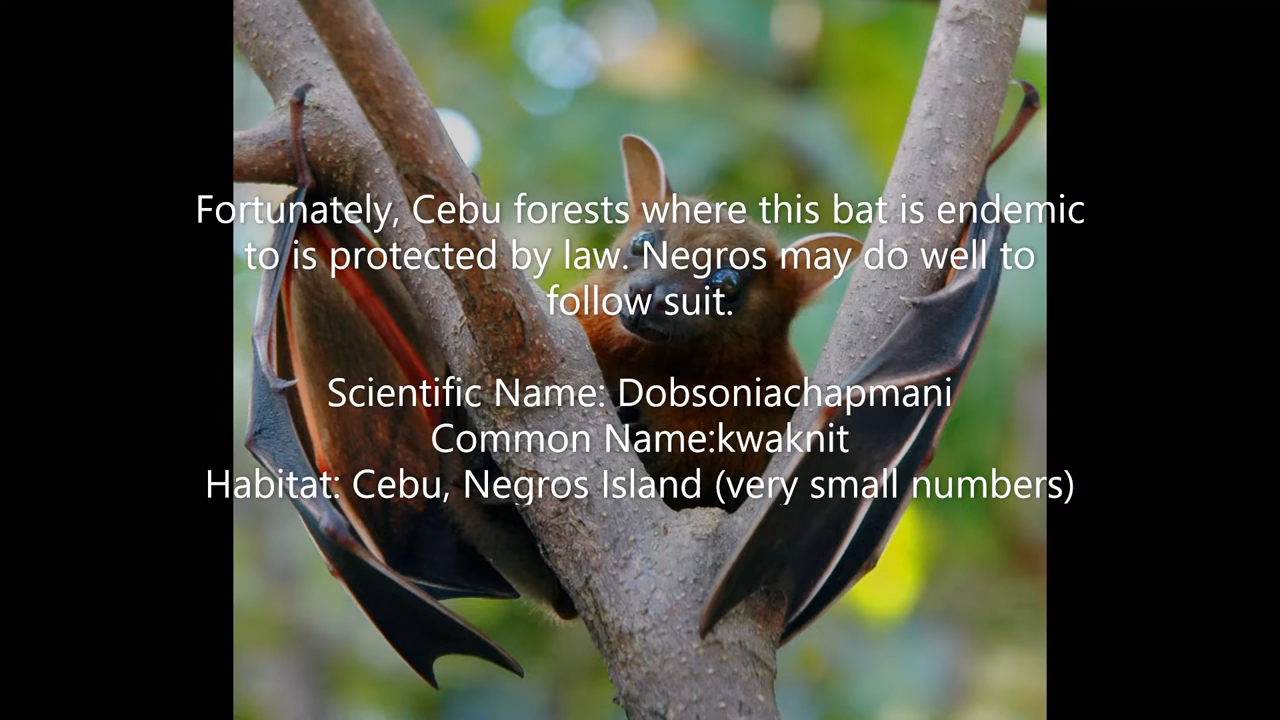 Fortunately, Cebu forests where this bat is endemic
to is protected by law. Negros may do well to
follow suit.
Scientific Name: Dobsoniachapmani
Common Name:kwaknit
Habitat: Cebu, Negros Island (very small numbers)